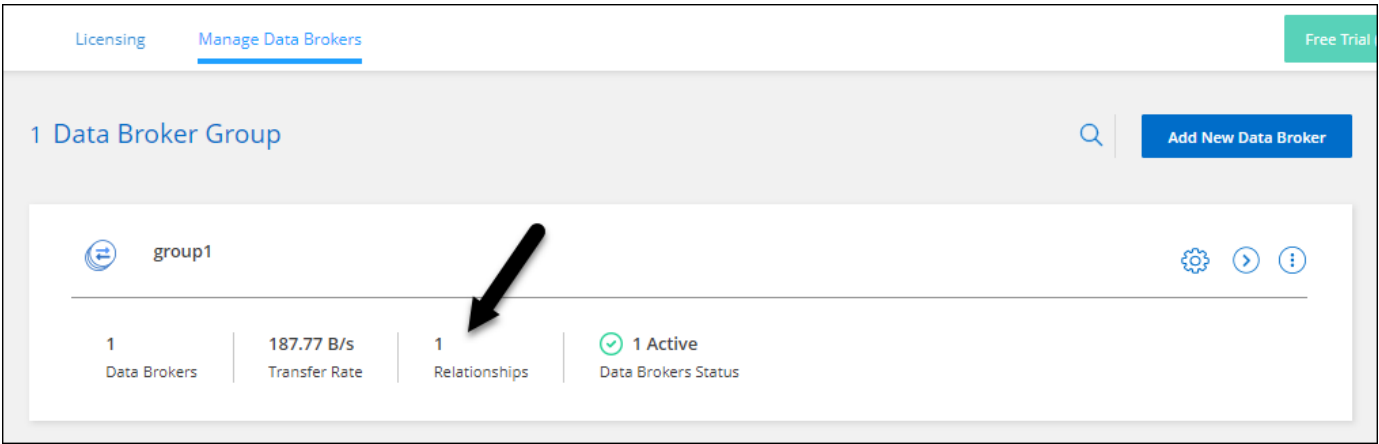 Licensing
Manage Data Brokers
Free Trial
1 Data Broker Group
Add New Data Broker
group1
1
Data Brokers
187.77 B/s
Transfer Rate
1
Relationships
1 Active
Data Brokers Status